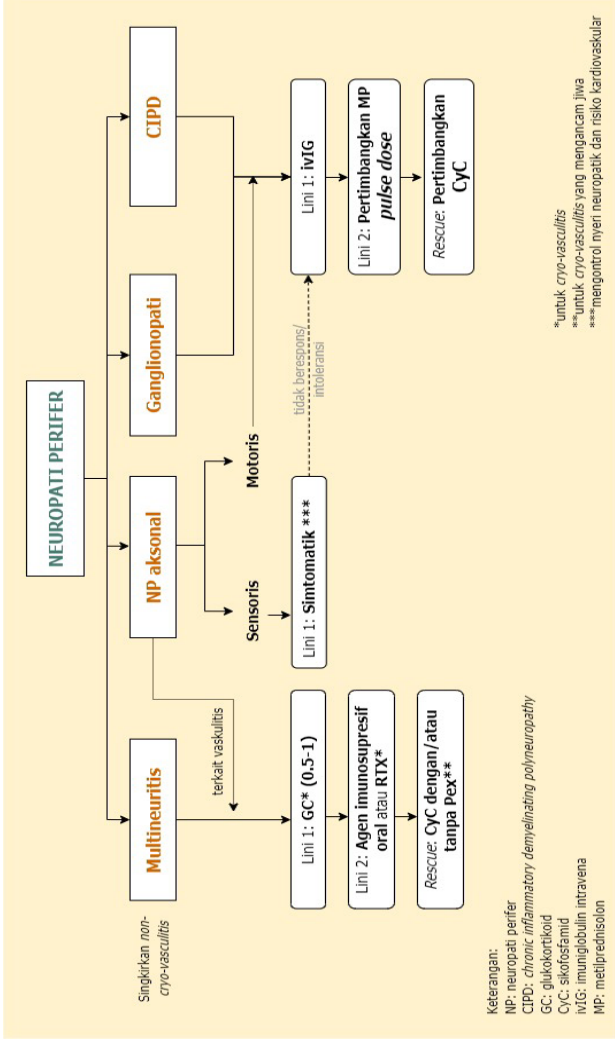 NEUROPATI PERIFER
Multineuritis
NP aksonal
Ganglionopati
CIPD
Singkirkan non-
cryo-vasculitis
terkait vaskulitis
Sensoris
Motoris
Lini 1: GC* (0.5-1)
Lini 1: Simtomatik ***
tidak berespons/
intoleransi
Lini 1: ivIG
Lini 2: Agen imunosupresif
oral atau RTX*
Lini 2: Pertimbangkan MP
pulse dose
Rescue: CyC dengan/atau
tanpa Pex**
Rescue: Pertimbangkan
CyC
Keterangan:
NP: neuropati perifer
CIPD: chronic inflammatory demyelinating polyneuropathy
GC: glukokortikoid
CyC: sikofosfamid
ivIG: imuniglobulin intravena
MP: metilprednisolon
*untuk cryo-vasculitis
**untuk cryo-vasculitis yang mengancam jiwa
***mengontrol nyeri neuropatik dan risiko kardiovaskular